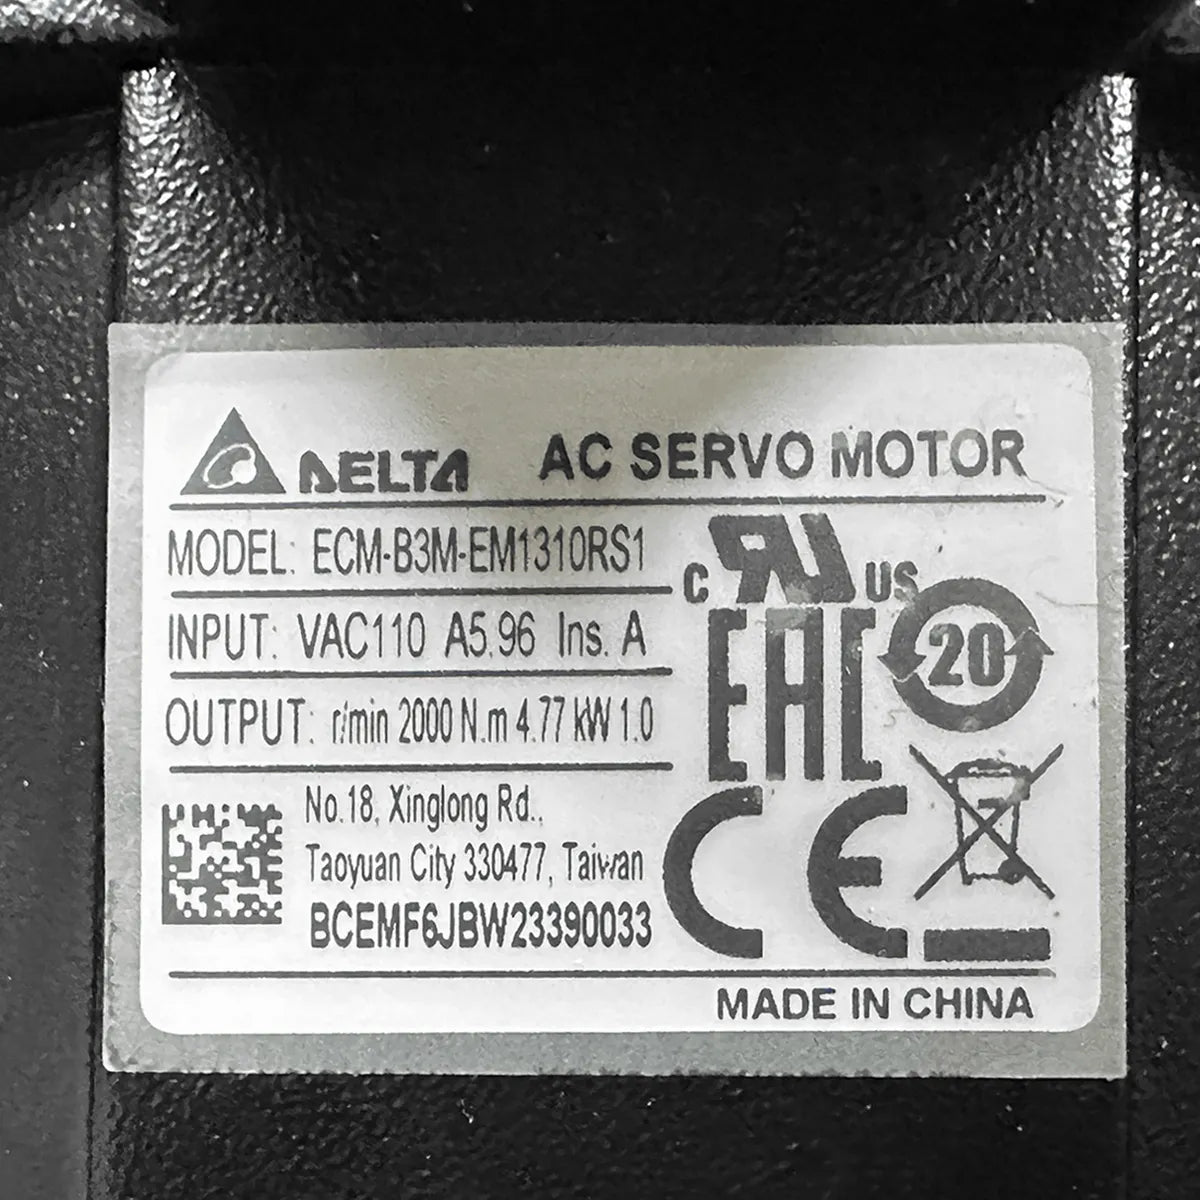 DELTA AC SERVO MOTOR
MODEL: ECM-B3M-EM1310RS1
INPUT: VAC110 A5.96 Ins. A
OUTPUT: r/min 2000 N.m 4.77 kW 1.0
C RU US
EAC
20
No.18, Xinglong Rd.,
Taoyuan City 330477, Taiwan
BCEMF6JBW23390033
CE
MADE IN CHINA